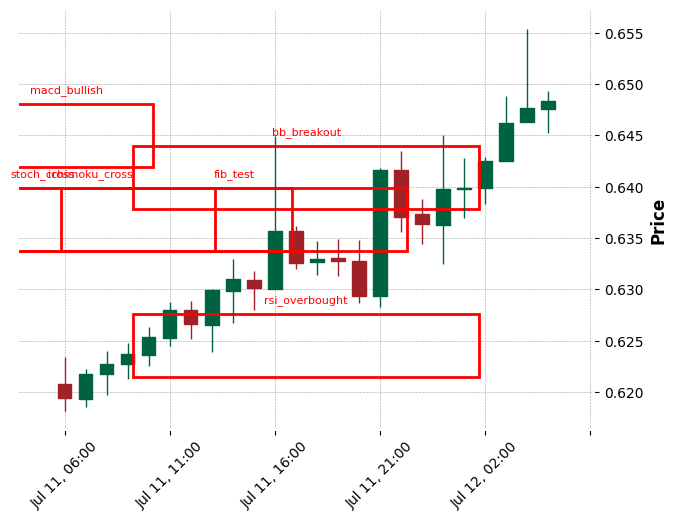 macd_bullish
bb_breakout
stoch_cross
ichimoku_cross
fib_test
rsi_overbought
0.655
0.650
0.645
0.640
0.635
0.630
0.625
0.620
Price
Jul 11, 06:00
Jul 11, 11:00
Jul 11, 16:00
Jul 11, 21:00
Jul 12, 02:00